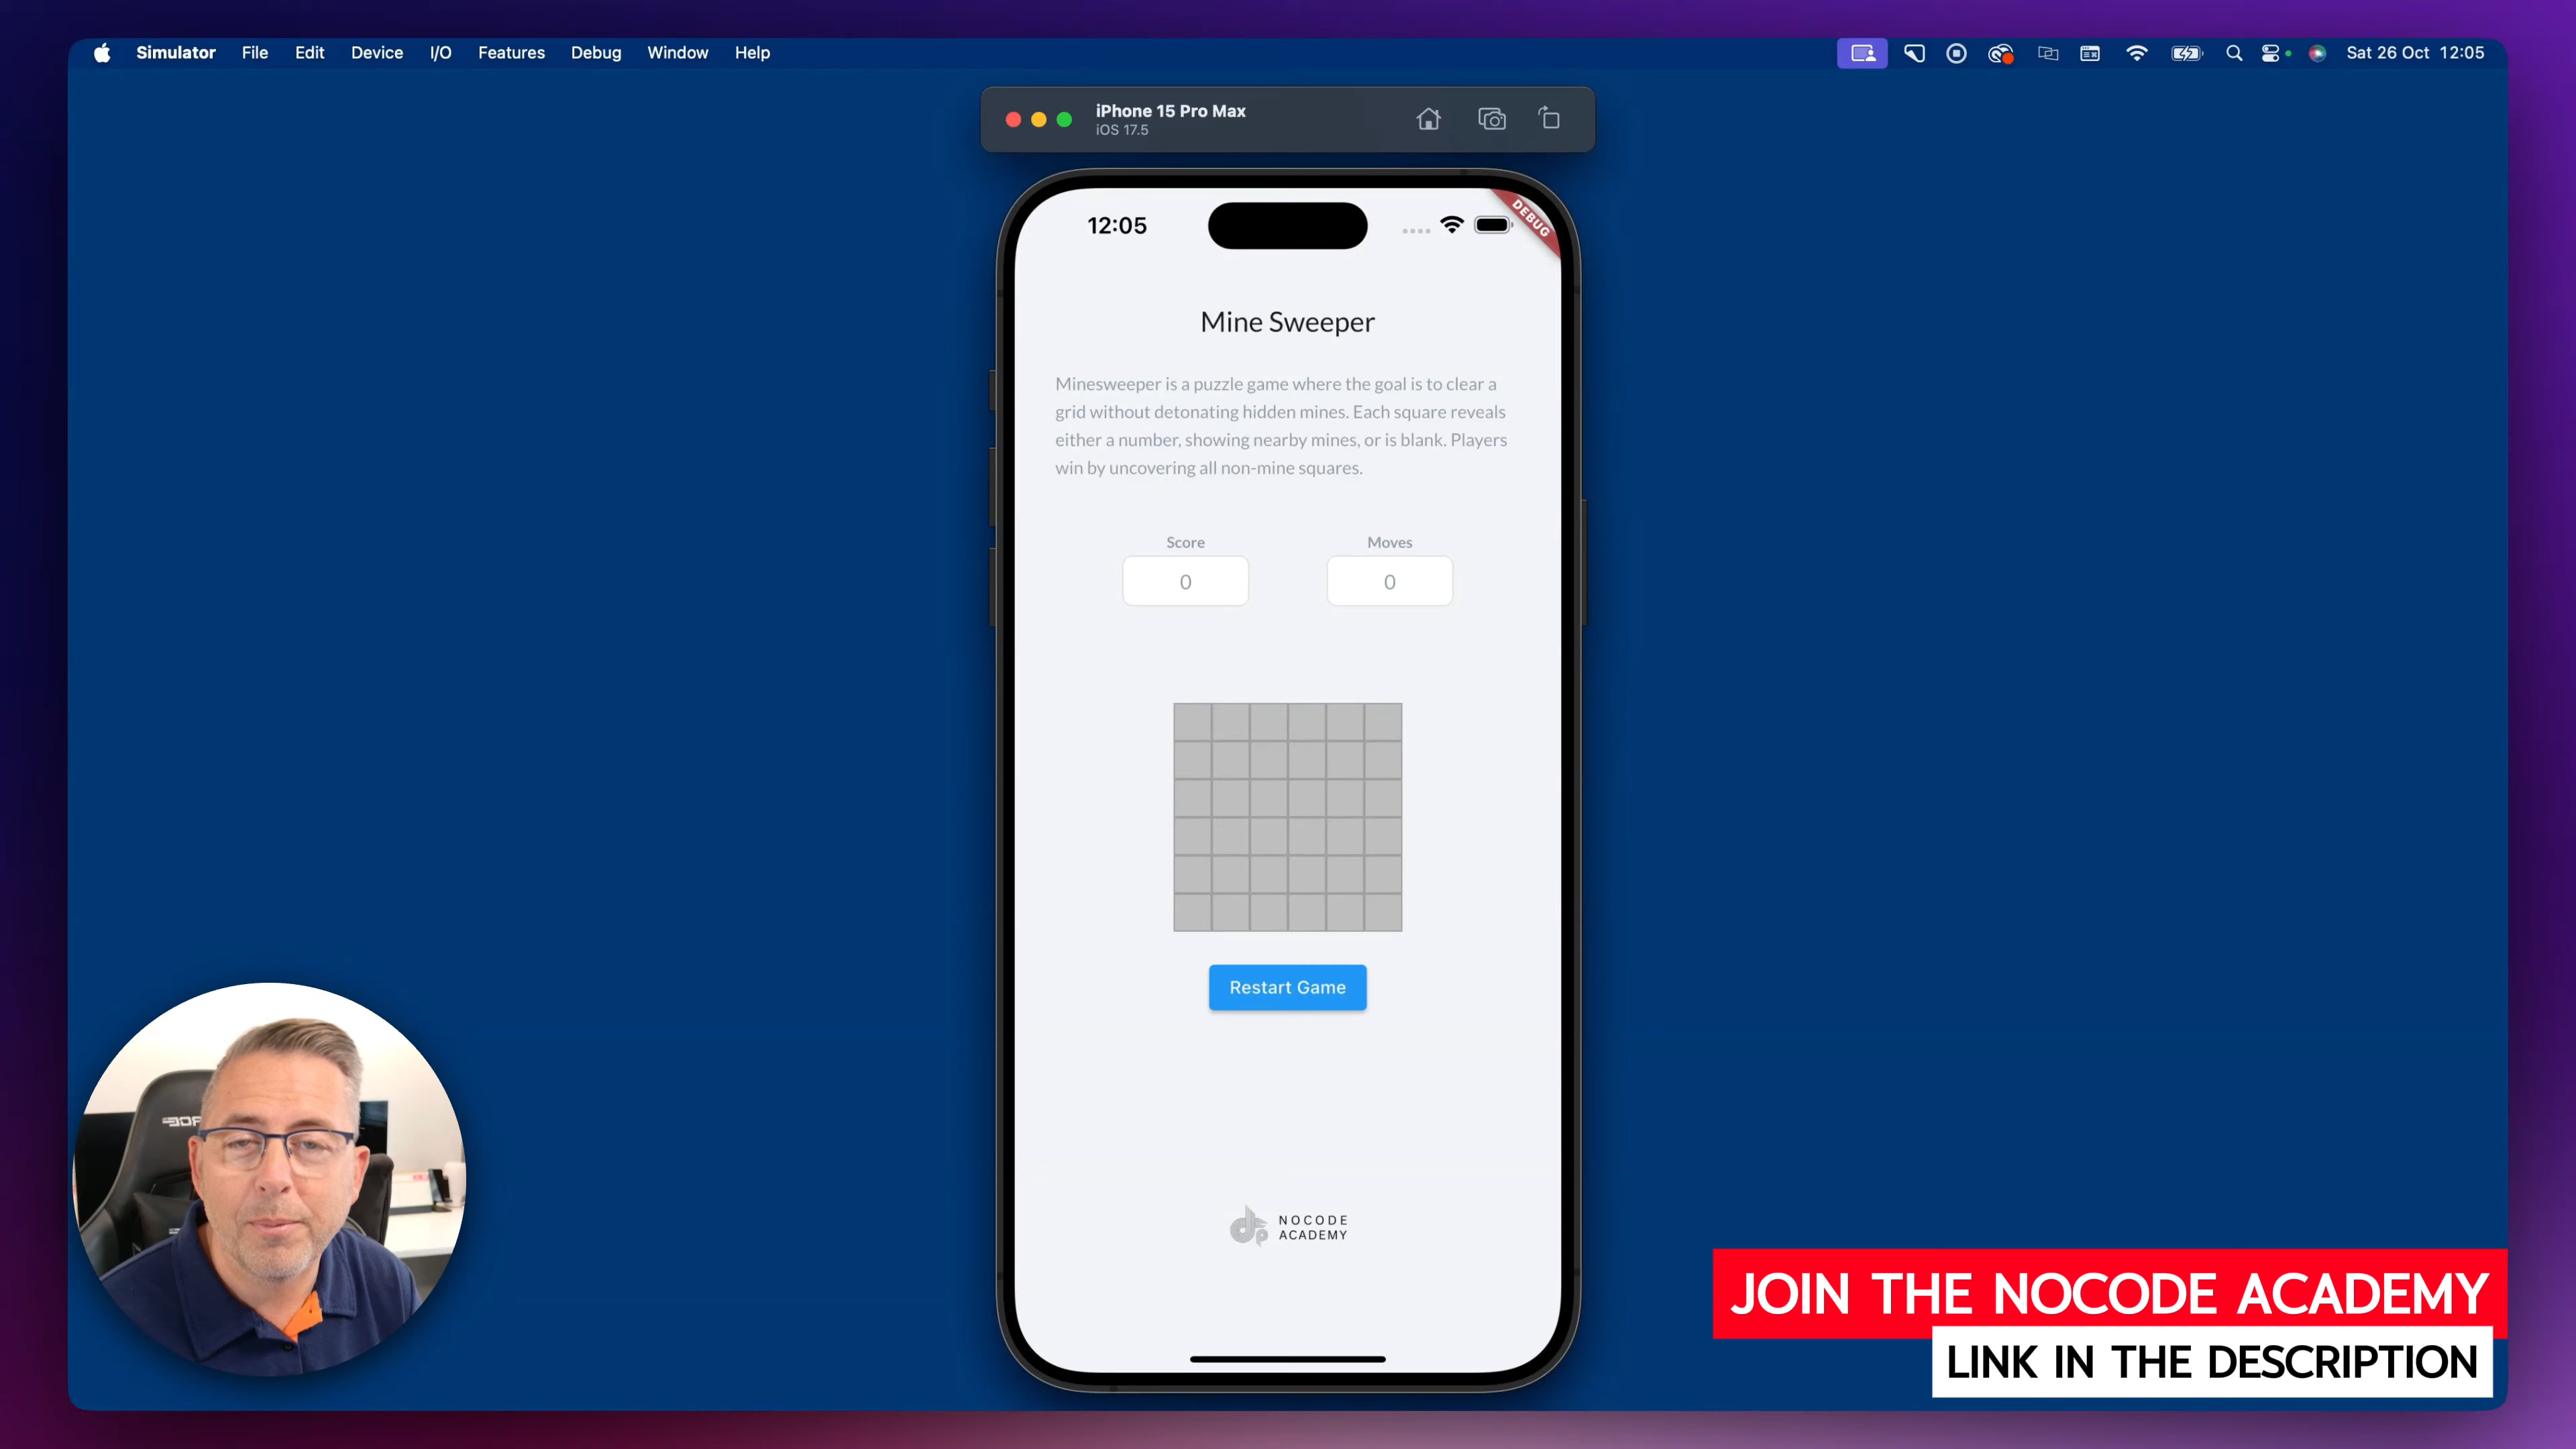 Simulator File Edit Device I/O Features Debug Window Help
Sat 26 Oct 12:05
iPhone 15 Pro Max
iOS 17.5
12:05
DEBUG
Mine Sweeper
Minesweeper is a puzzle game where the goal is to clear a
grid without detonating hidden mines. Each square reveals
either a number, showing nearby mines, or is blank. Players
win by uncovering all non-mine squares.
Score Moves
0 0
Restart Game
NOCODE
ACADEMY
JOIN THE NOCODE ACADEMY
LINK IN THE DESCRIPTION